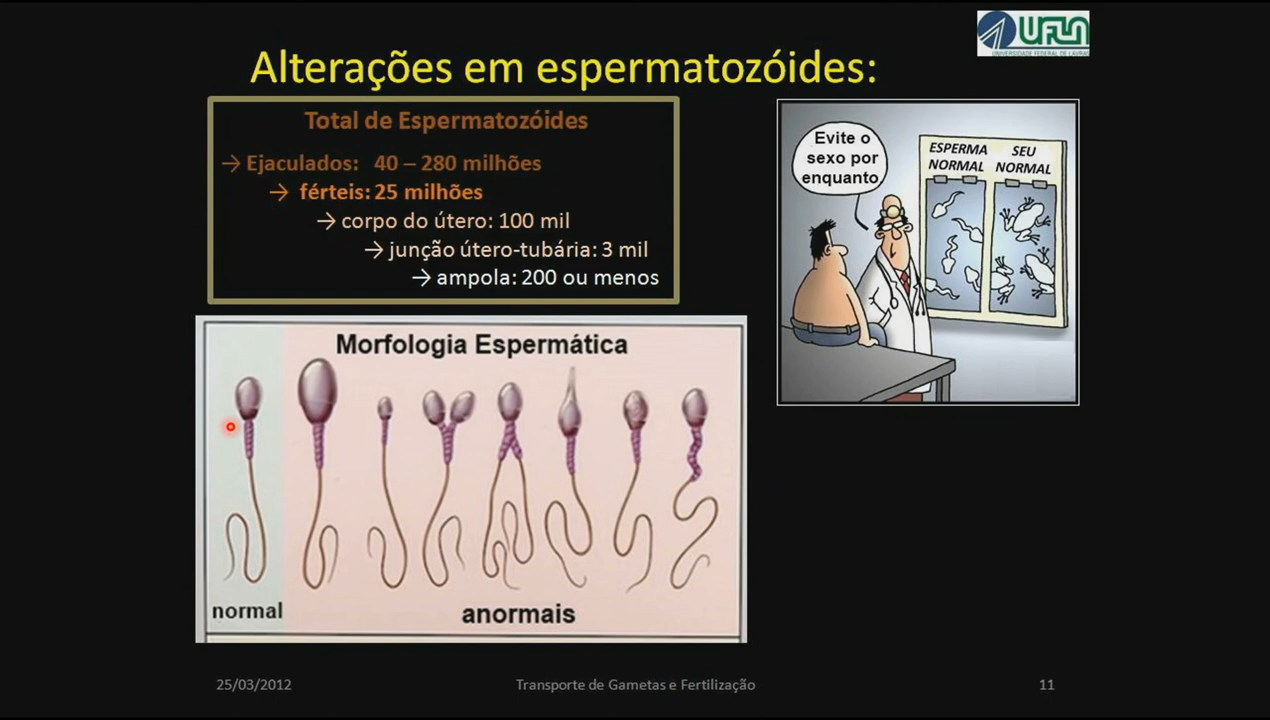 UFLA
UNIVERSIDADE FEDERAL DE LAVRAS
Alterações em espermatozóides:
Total de Espermatozóides
→ Ejaculados: 40 – 280 milhões
→ férteis: 25 milhões
→ corpo do útero: 100 mil
→ junção útero-tubária: 3 mil
→ ampola: 200 ou menos
Evite o
sexo por
enquanto
ESPERMA
NORMAL
SEU
NORMAL
Morfologia Espermática
normal
anormais
25/03/2012
Transporte de Gametas e Fertilização
11